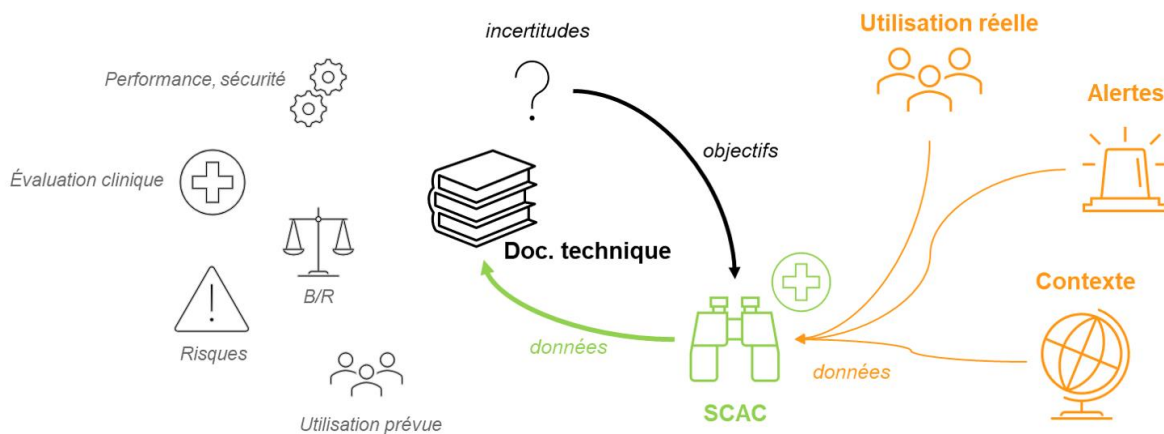 incertitudes
Utilisation réelle
Performance, sécurité
Alertes
objectifs
Évaluation clinique
Doc. technique
Contexte
B/R
Risques
données
données
SCAC
Utilisation prévue